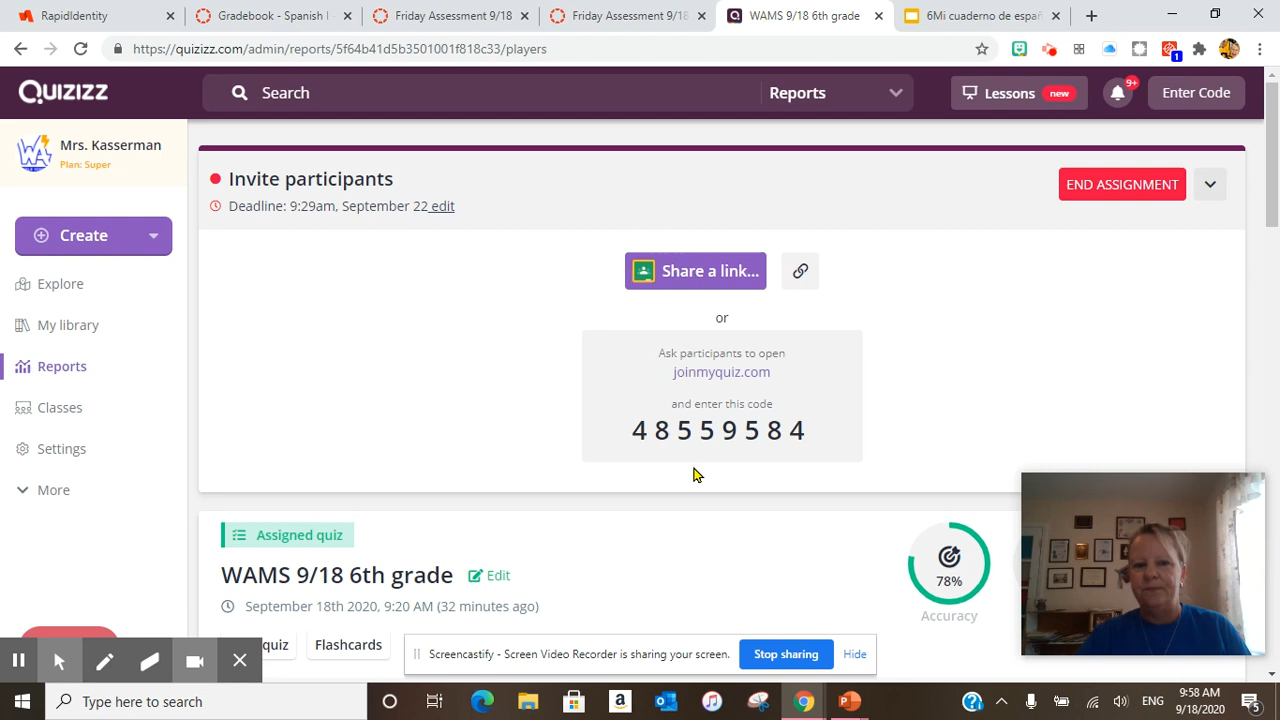 RapidIdentity
Gradebook - Spanish I -
Friday Assessment 9/18
Friday Assessment 9/18
WAMS 9/18 6th grade
6Mi cuaderno de españ
https://quizizz.com/admin/reports/5f64b41d5b3501001f818c33/players
1
Quizizz
Search
Reports
Lessons new
9+
Enter Code
Mrs. Kasserman
Plan: Super
Create
Explore
My library
Reports
Classes
Settings
More
Invite participants
Deadline: 9:29am, September 22 edit
END ASSIGNMENT
Share a link...
or
Ask participants to open
joinmyquiz.com
and enter this code
4 8 5 5 9 5 8 4
Assigned quiz
WAMS 9/18 6th grade
Edit
September 18th 2020, 9:20 AM (32 minutes ago)
78%
Accuracy
quiz
Flashcards
Screencastify - Screen Video Recorder is sharing your screen.
Stop sharing
Hide
Type here to search
ENG
9:58 AM
9/18/2020
5